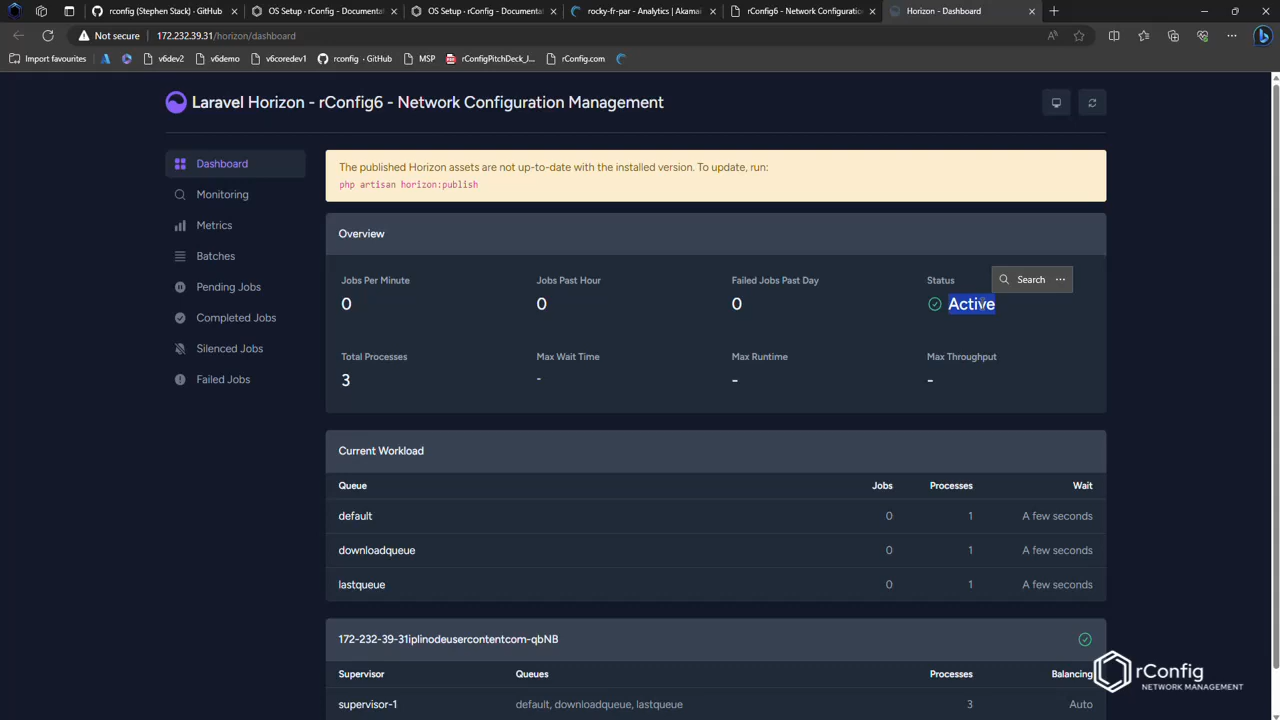 rconfig (Stephen Stack) · GitHub
OS Setup - rConfig - Documentat
OS Setup - rConfig - Documentat
rocky-fr-par - Analytics | Akamai
rConfig6 - Network Configuration
Horizon - Dashboard
Not secure
172.232.39.31/horizon/dashboard
Import favourites
v6dev2
v6demo
v6coredev1
rconfig · GitHub
MSP
rConfigPitchDeck_J...
rConfig.com
Laravel Horizon - rConfig6 - Network Configuration Management
Dashboard
Monitoring
Metrics
Batches
Pending Jobs
Completed Jobs
Silenced Jobs
Failed Jobs
The published Horizon assets are not up-to-date with the installed version. To update, run:
php artisan horizon:publish
Overview
Jobs Per Minute
0
Jobs Past Hour
0
Failed Jobs Past Day
0
Status
Active
Search
Total Processes
3
Max Wait Time
-
Max Runtime
-
Max Throughput
-
Current Workload
Queue Jobs Processes Wait
default 0 1 A few seconds
downloadqueue 0 1 A few seconds
lastqueue 0 1 A few seconds
172-232-39-31iplinodeusercontentcom-qbNB
Supervisor Queues Processes Balancing
supervisor-1 default, downloadqueue, lastqueue 3 Auto
rConfig
NETWORK MANAGEMENT